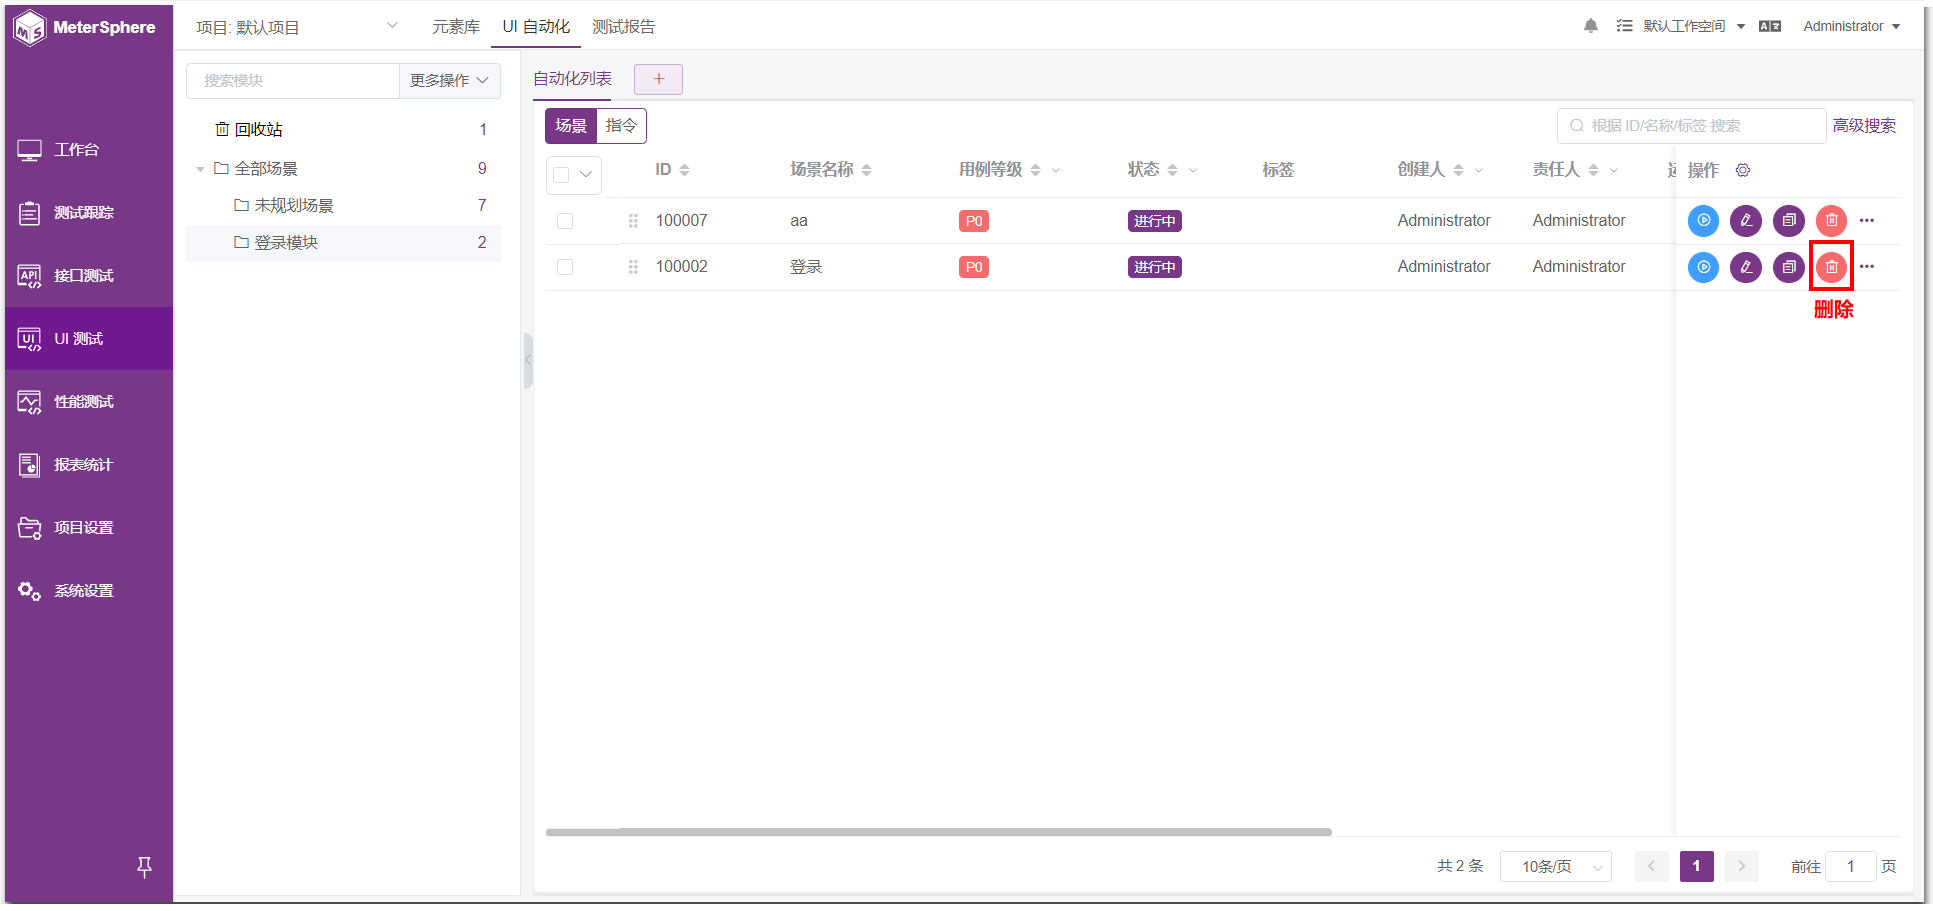 MeterSphere
项目: 默认项目
元素库
UI 自动化
测试报告
默认工作空间
Administrator
工作台
测试跟踪
接口测试
UI 测试
性能测试
报表统计
项目设置
系统设置
搜索模块
更多操作
回收站 1
全部场景 9
未规划场景 7
登录模块 2
自动化列表
+
场景 指令
根据 ID/名称/标签 搜索
高级搜索
ID 场景名称 用例等级 状态 标签 创建人 责任人 操作
100007 aa P0 进行中 Administrator Administrator
100002 登录 P0 进行中 Administrator Administrator
删除
共 2 条 10条/页 1 前往 1 页